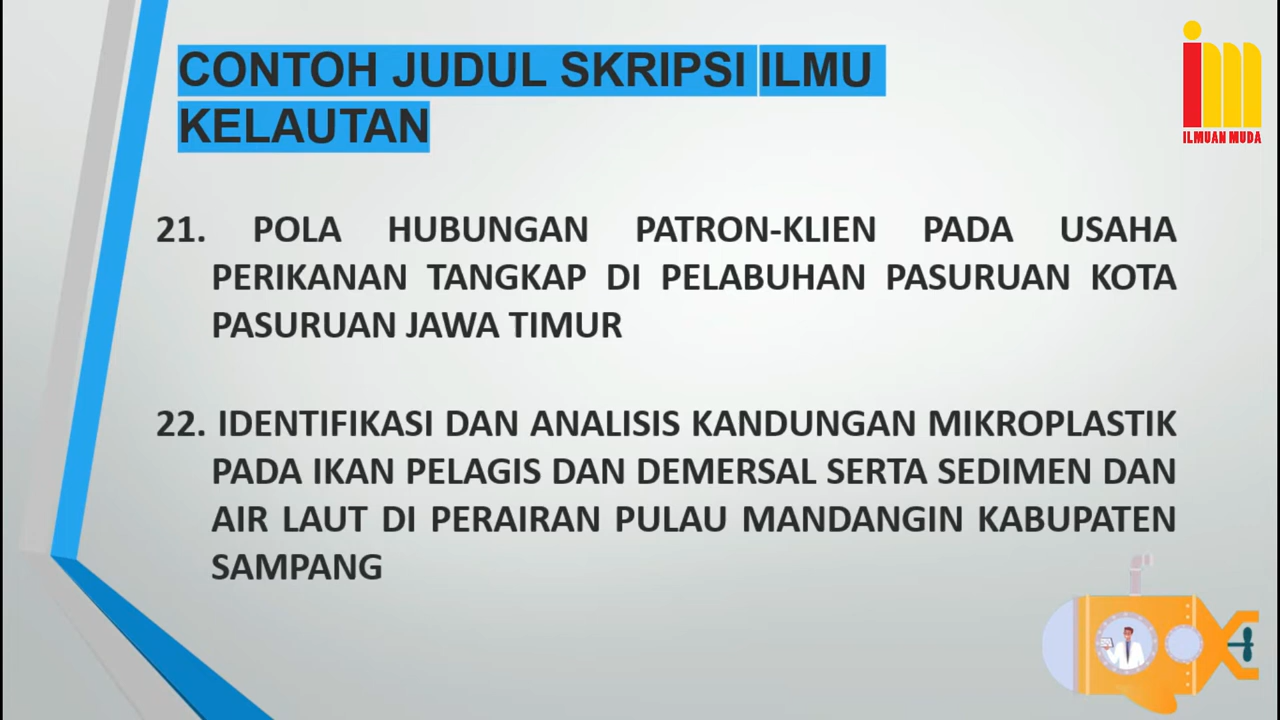 CONTOH JUDUL SKRIPSI ILMU
KELAUTAN
ILMUAN MUDA
21. POLA HUBUNGAN PATRON-KLIEN PADA USAHA
PERIKANAN TANGKAP DI PELABUHAN PASURUAN KOTA
PASURUAN JAWA TIMUR
22. IDENTIFIKASI DAN ANALISIS KANDUNGAN MIKROPLASTIK
PADA IKAN PELAGIS DAN DEMERSAL SERTA SEDIMEN DAN
AIR LAUT DI PERAIRAN PULAU MANDANGIN KABUPATEN
SAMPANG